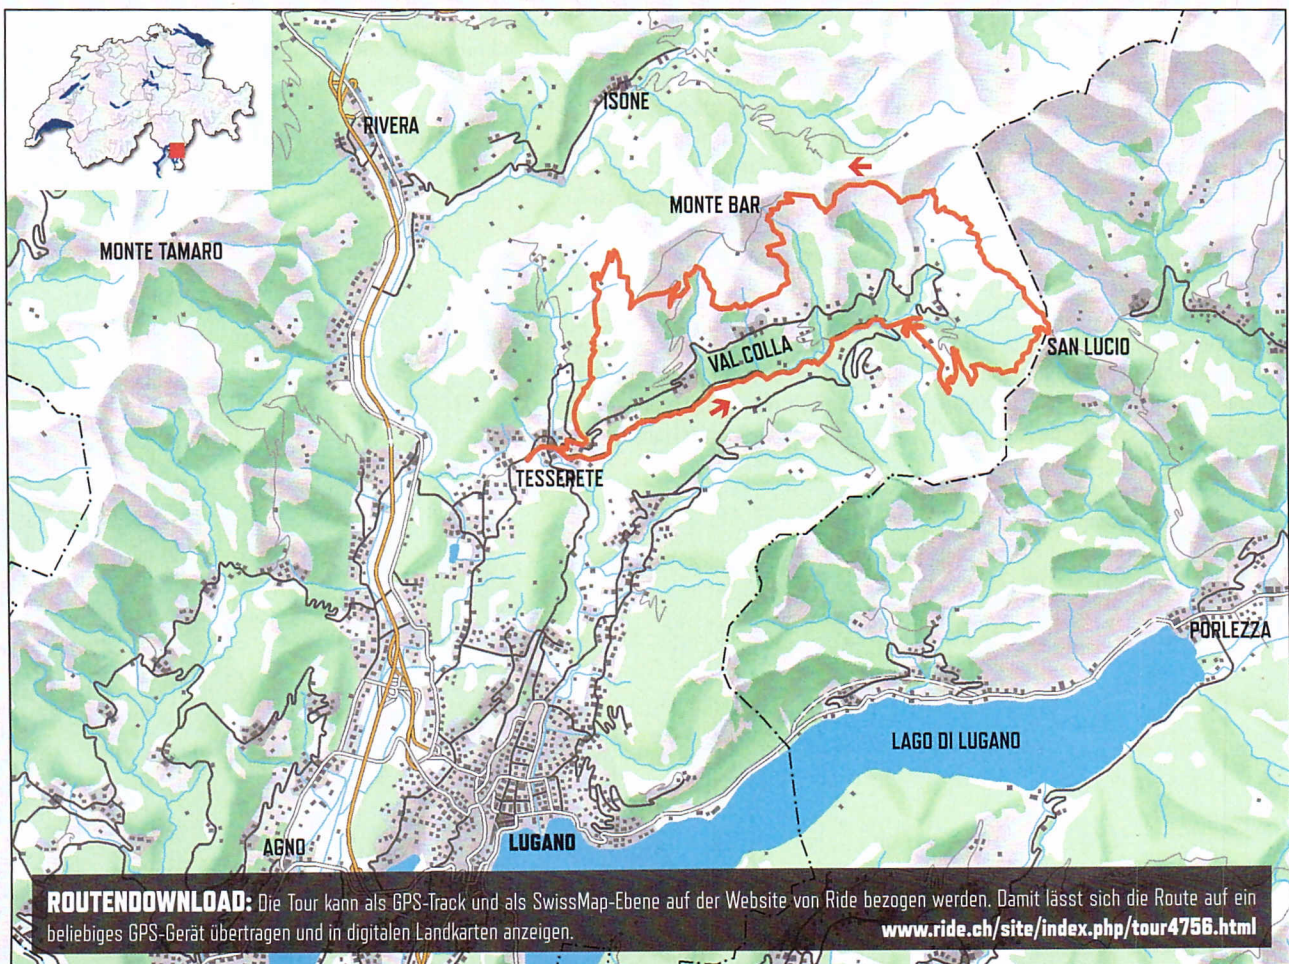 ISONE
RIVERA
MONTE BAR
MONTE TAMARO
SAN LUCIO
VAL COLLA
TESSERETE
PORLEZZA
LAGO DI LUGANO
AGNO
LUGANO
ROUTENDOWNLOAD: Die Tour kann als GPS-Track und als SwissMap-Ebene auf der Website von Ride bezogen werden. Damit lässt sich die Route auf ein
beliebiges GPS-Gerät übertragen und in digitalen Landkarten anzeigen. www.ride.ch/site/index.php/tour4756.html